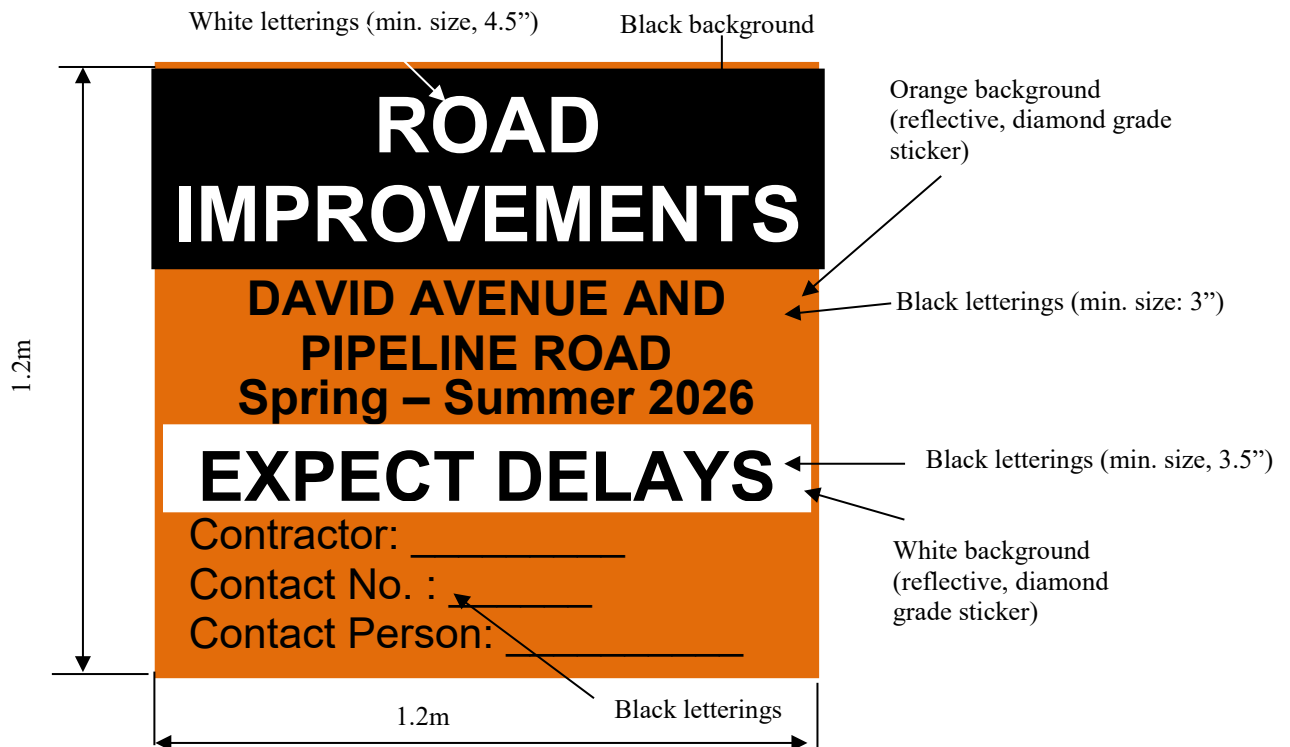 White letterings (min. size, 4.5”)
Black background
ROAD
IMPROVEMENTS
Orange background
(reflective, diamond grade
sticker)
DAVID AVENUE AND
PIPELINE ROAD
Spring – Summer 2026
Black letterings (min. size: 3”)
1.2m
EXPECT DELAYS
Black letterings (min. size, 3.5”)
Contractor: _________
Contact No. : ______
Contact Person: __________
White background
(reflective, diamond
grade sticker)
Black letterings
1.2m